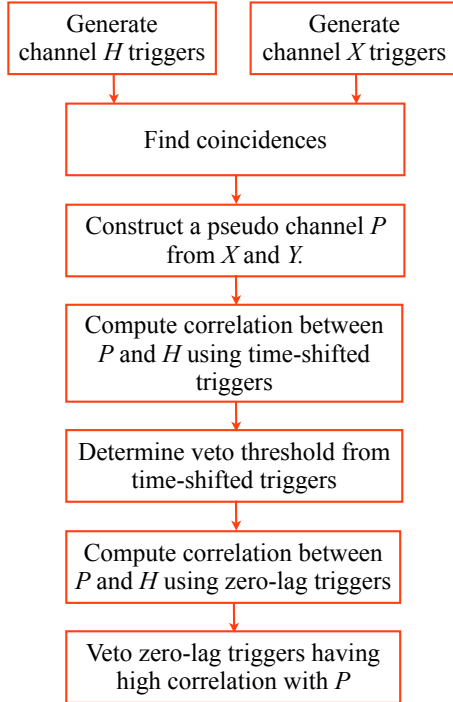 Generate
channel H triggers
Generate
channel X triggers
Find coincidences
Construct a pseudo channel P
from X and Y.
Compute correlation between
P and H using time-shifted
triggers
Determine veto threshold from
time-shifted triggers
Compute correlation between
P and H using zero-lag triggers
Veto zero-lag triggers having
high correlation with P